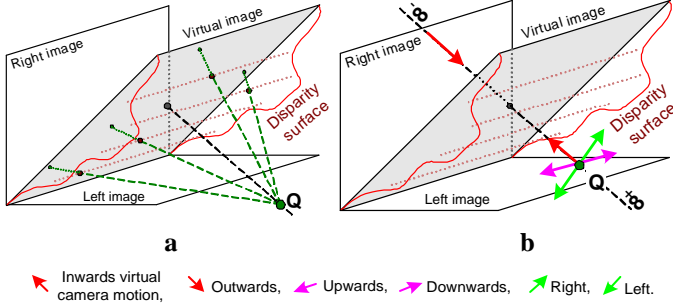 Virtual image
Right image
Disparity
surface
Left image
Q
a
-∞
Virtual image
Right image
Disparity
surface
Left image
Q
+∞
b
Inwards virtual
camera motion,
Outwards,
Upwards,
Downwards,
Right,
Left.